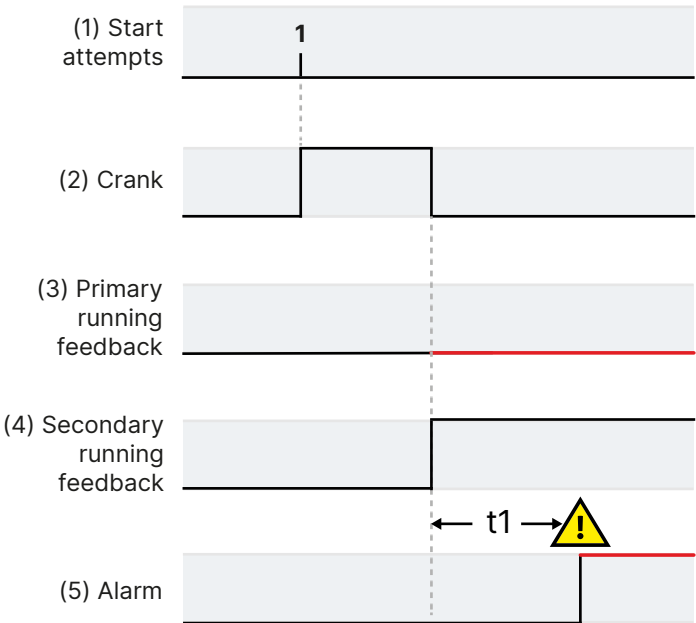 (1) Start
attempts
1
(2) Crank
(3) Primary
running
feedback
(4) Secondary
running
feedback
t1
!
(5) Alarm